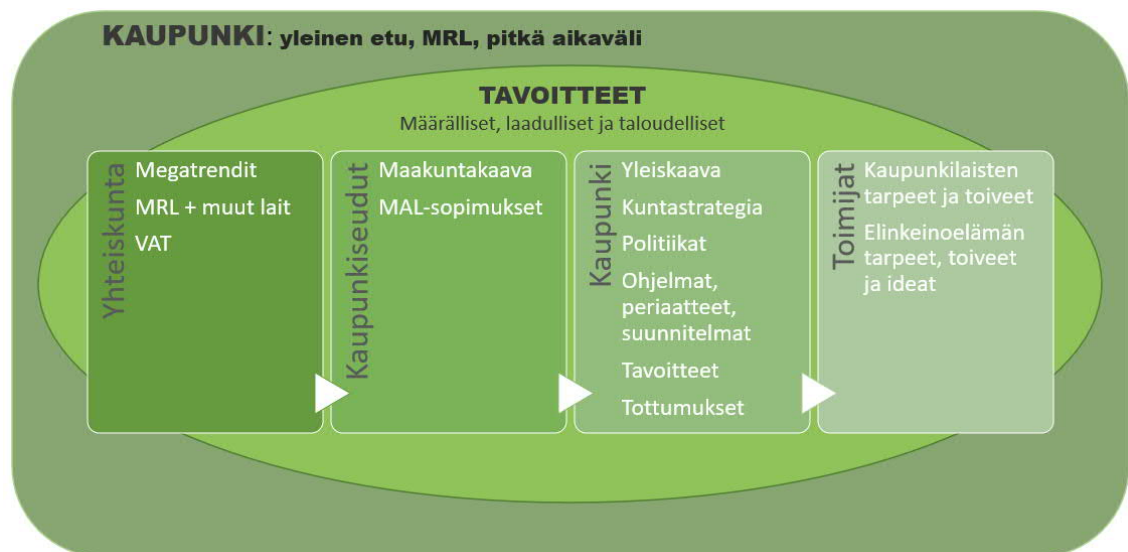 KAUPUNKI: yleinen etu, MRL, pitkä aikaväli
TAVOITTEET
Määrälliset, laadulliset ja taloudelliset
Yhteiskunta
Megatrendit
MRL + muut lait
VAT
Kaupunkiseudut
Maakuntakaava
MAL-sopimukset
Kaupunki
Yleiskaava
Kuntastrategia
Politiikat
Ohjelmat,
periaatteet,
suunnitelmat
Tavoitteet
Tottumukset
Toimijat
Kaupunkilaisten
tarpeet ja toiveet
Elinkeinoelämän
tarpeet, toiveet
ja ideat